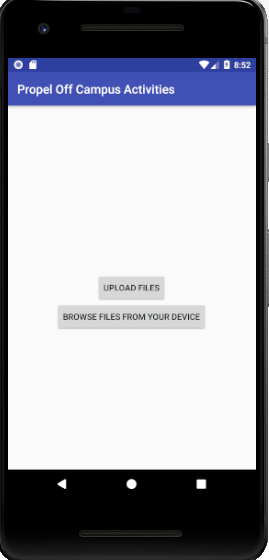 8:52
Propel Off Campus Activities
UPLOAD FILES
BROWSE FILES FROM YOUR DEVICE